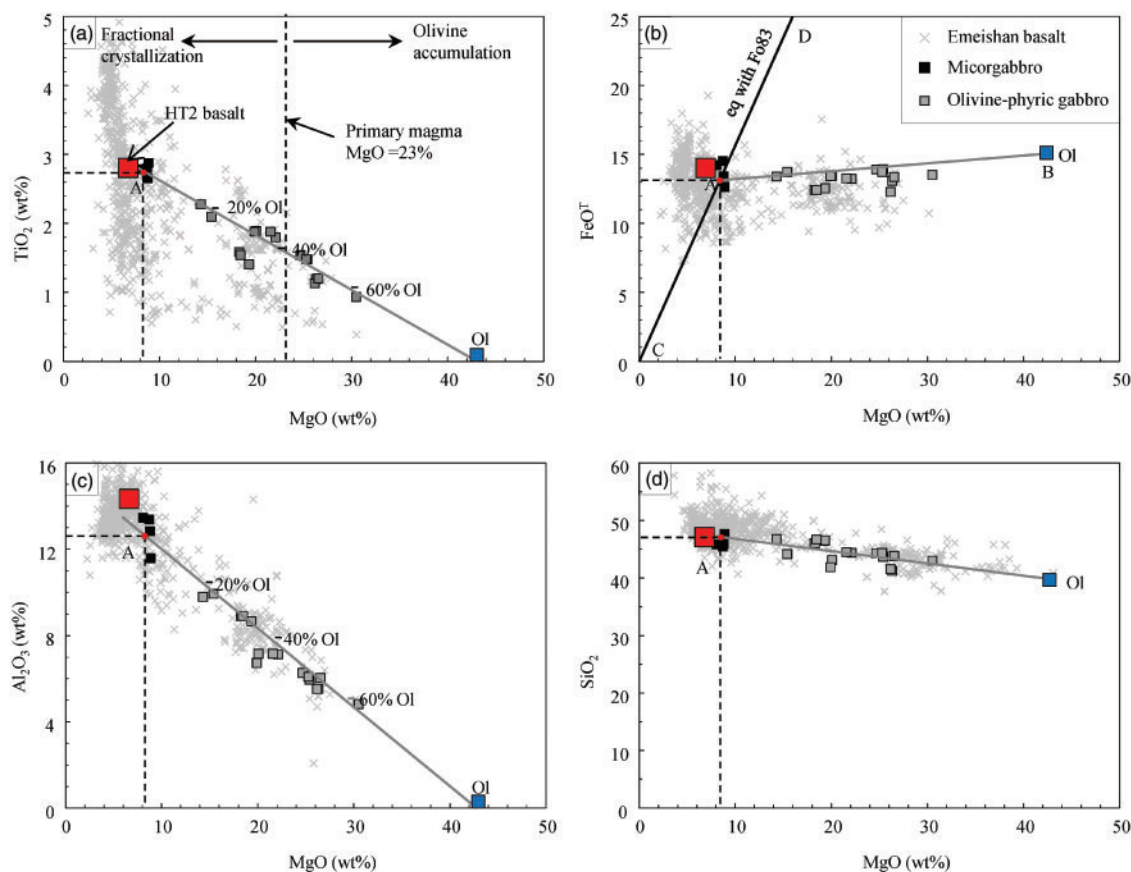 (a)
Fractional
crystallization
Olivine
accumulation
HT2 basalt
Primary magma
MgO =23%
A
20% Ol
40% Ol
60% Ol
Ol
5
4
3
2
1
0
TiO2 (wt%)
0 10 20 30 40 50
MgO (wt%)
(b)
D
eq with Fo83
Emeishan basalt
Micorgabbro
Olivine-phyric gabbro
A
Ol
B
C
25
20
15
10
5
0
FeO^T
0 10 20 30 40 50
MgO (wt%)
(c)
A
20% Ol
40% Ol
60% Ol
Ol
16
12
8
4
0
Al2O3 (wt%)
0 10 20 30 40 50
MgO (wt%)
(d)
A
Ol
60
50
40
30
20
10
0
SiO2
0 10 20 30 40 50
MgO (wt%)